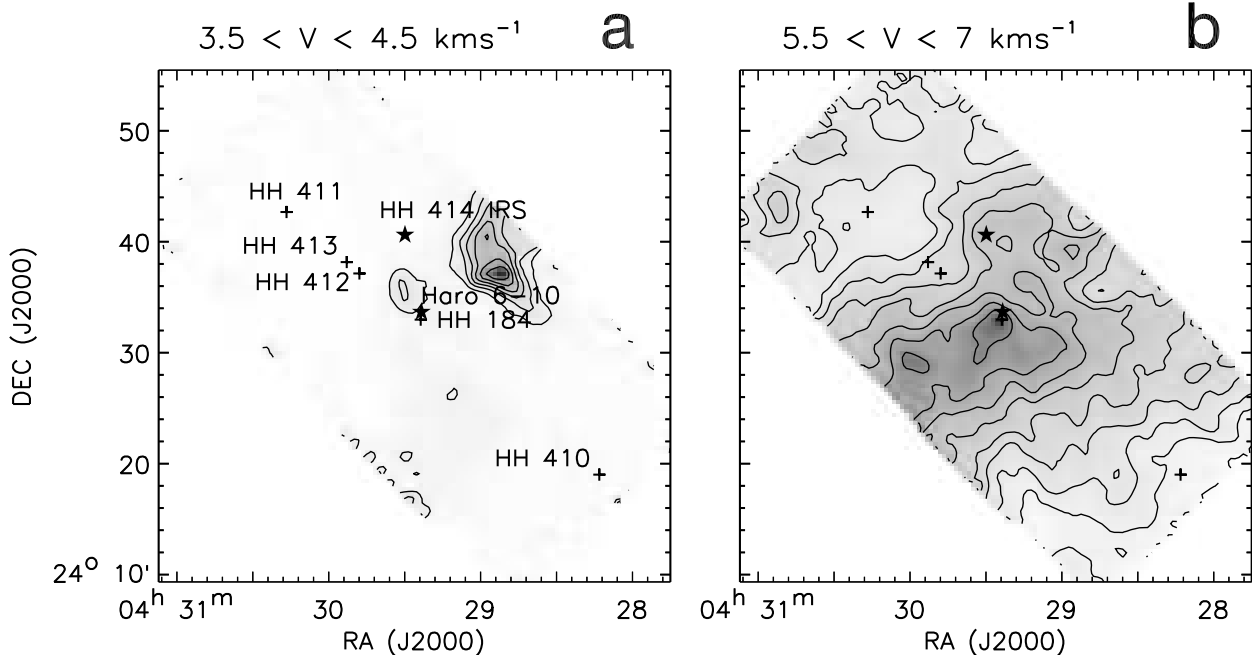 3.5 < V < 4.5 kms⁻¹ a
5.5 < V < 7 kms⁻¹ b
50
HH 411
HH 414 IRS
40
HH 413
HH 412
Haro 6-10
HH 184
30
20
HH 410
24° 10'
DEC (J2000)
04ʰ 31ᵐ 30 29 28
RA (J2000)
04ʰ 31ᵐ 30 29 28
RA (J2000)